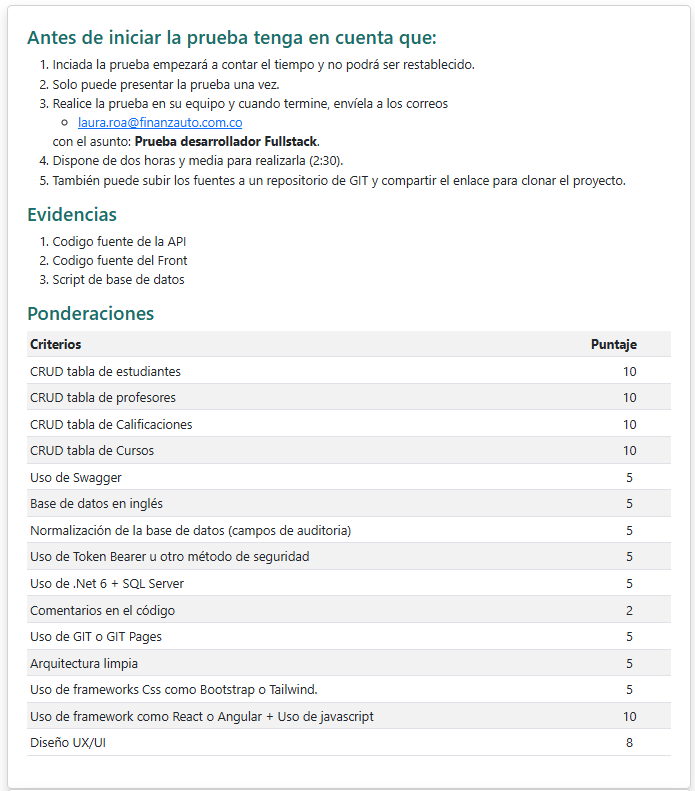 Antes de iniciar la prueba tenga en cuenta que:
1. Inciada la prueba empezará a contar el tiempo y no podrá ser restablecido.
2. Solo puede presentar la prueba una vez.
3. Realice la prueba en su equipo y cuando termine, envíela a los correos
laura.roa@finanzauto.com.co
con el asunto: Prueba desarrollador Fullstack.
4. Dispone de dos horas y media para realizarla (2:30).
5. También puede subir los fuentes a un repositorio de GIT y compartir el enlace para clonar el proyecto.
Evidencias
1. Codigo fuente de la API
2. Codigo fuente del Front
3. Script de base de datos
Ponderaciones
Criterios Puntaje
CRUD tabla de estudiantes 10
CRUD tabla de profesores 10
CRUD tabla de Calificaciones 10
CRUD tabla de Cursos 10
Uso de Swagger 5
Base de datos en inglés 5
Normalización de la base de datos (campos de auditoria) 5
Uso de Token Bearer u otro método de seguridad 5
Uso de .Net 6 + SQL Server 5
Comentarios en el código 2
Uso de GIT o GIT Pages 5
Arquitectura limpia 5
Uso de frameworks Css como Bootstrap o Tailwind. 5
Uso de framework como React o Angular + Uso de javascript 10
Diseño UX/UI 8